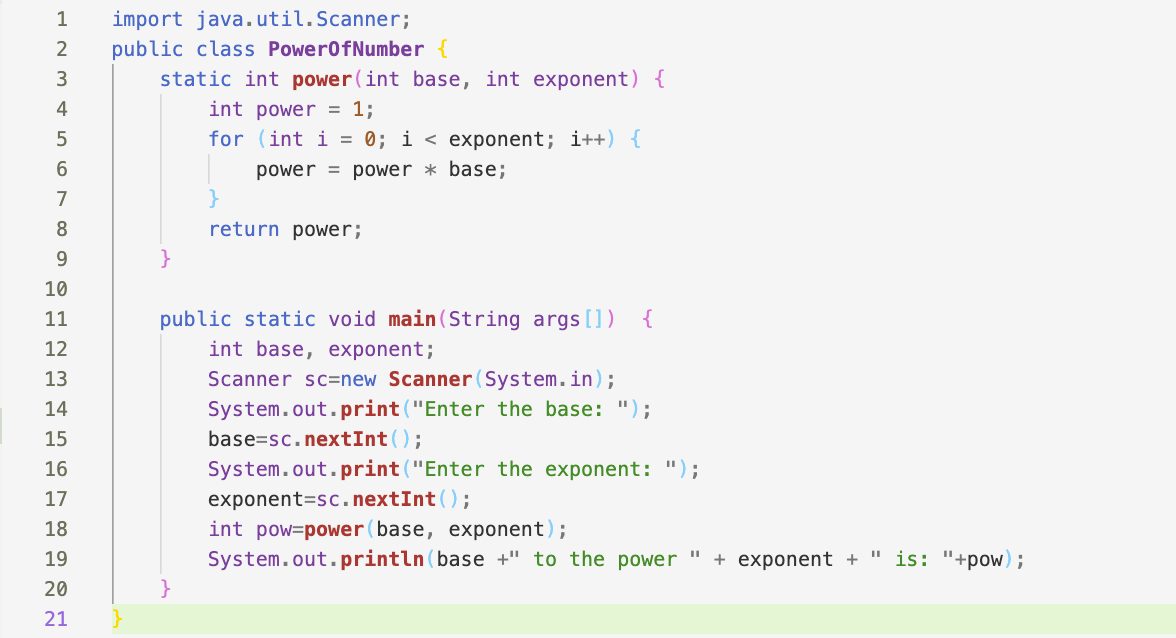 1 import java.util.Scanner;
2 public class PowerOfNumber {
3     static int power(int base, int exponent) {
4         int power = 1;
5         for (int i = 0; i < exponent; i++) {
6             power = power * base;
7         }
8         return power;
9     }
10
11     public static void main(String args[])  {
12         int base, exponent;
13         Scanner sc=new Scanner(System.in);
14         System.out.print("Enter the base: ");
15         base=sc.nextInt();
16         System.out.print("Enter the exponent: ");
17         exponent=sc.nextInt();
18         int pow=power(base, exponent);
19         System.out.println(base +" to the power " + exponent + " is: "+pow);
20     }
21 }